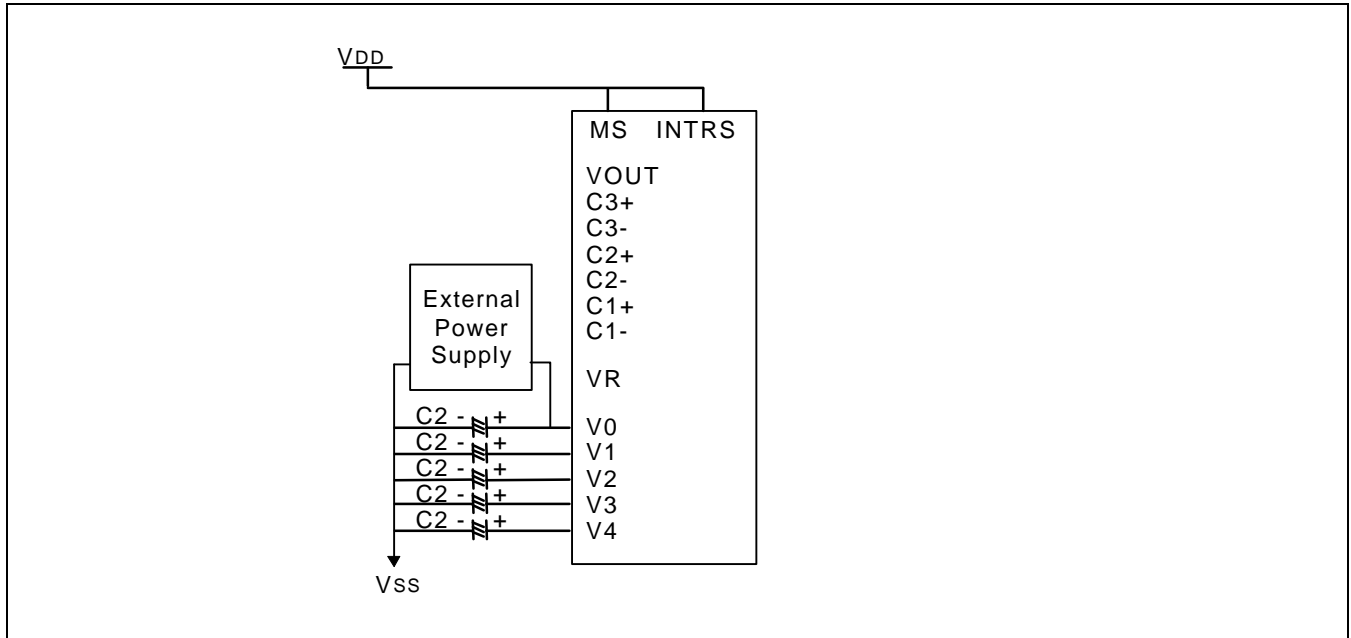 VDD
MS INTRS
VOUT
C3+
C3-
C2+
C2-
C1+
C1-
VR
External
Power
Supply
C2 - + V0
C2 - + V1
C2 - + V2
C2 - + V3
C2 - + V4
VSS